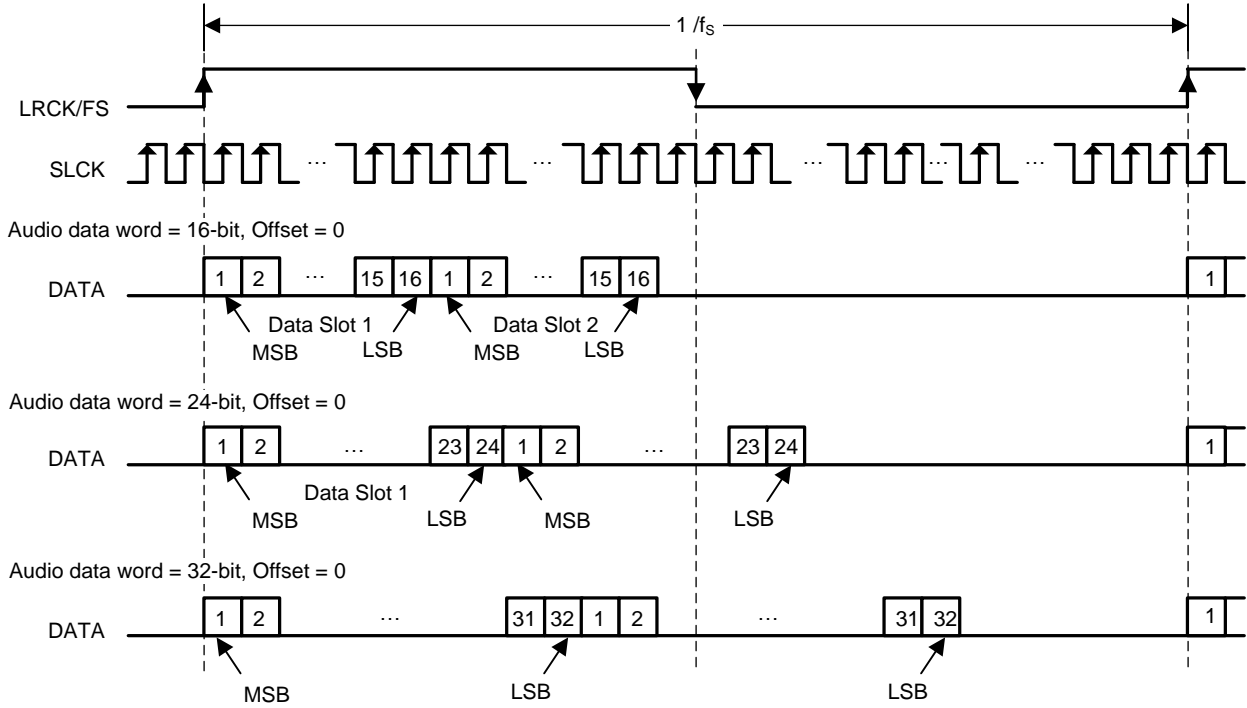 1 /fS
LRCK/FS
SLCK
... ... ... ... ...
Audio data word = 16-bit, Offset = 0
DATA 1 2 ... 15 16 1 2 ... 15 16 1
Data Slot 1 Data Slot 2
MSB LSB MSB LSB
Audio data word = 24-bit, Offset = 0
DATA 1 2 ... 23 24 1 2 ... 23 24 1
Data Slot 1
MSB LSB MSB LSB
Audio data word = 32-bit, Offset = 0
DATA 1 2 ... 31 32 1 2 ... 31 32 1
MSB LSB LSB